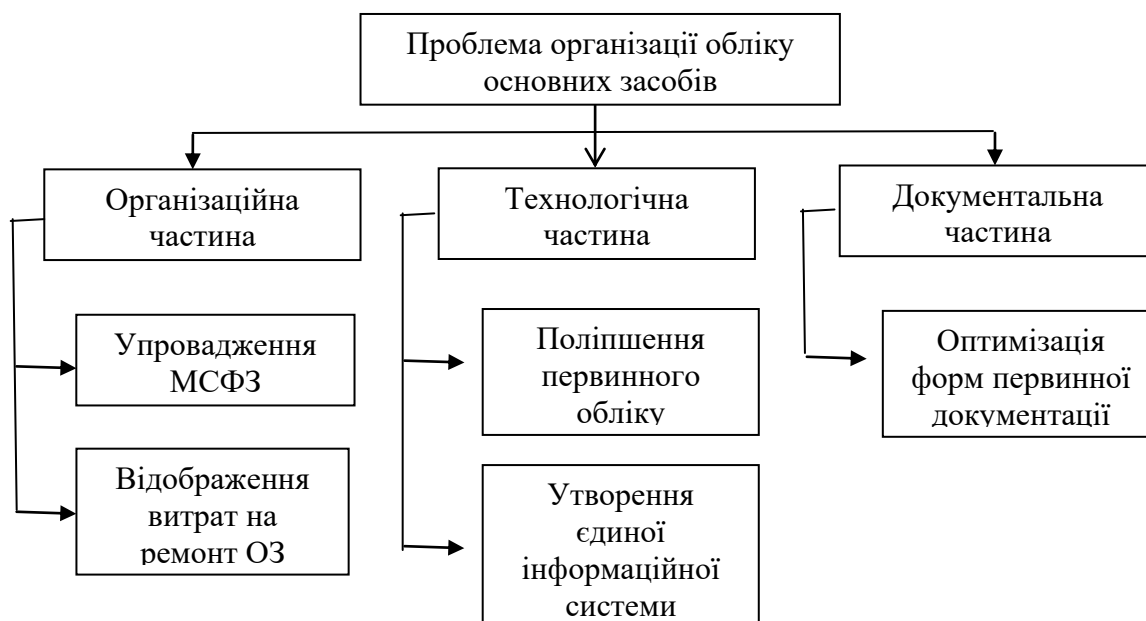 Проблема організації обліку
основних засобів
Організаційна
частина
Технологічна
частина
Документальна
частина
Упровадження
МСФЗ
Поліпшення
первинного
обліку
Оптимізація
форм первинної
документації
Відображення
витрат на
ремонт ОЗ
Утворення
єдиної
інформаційної
системи